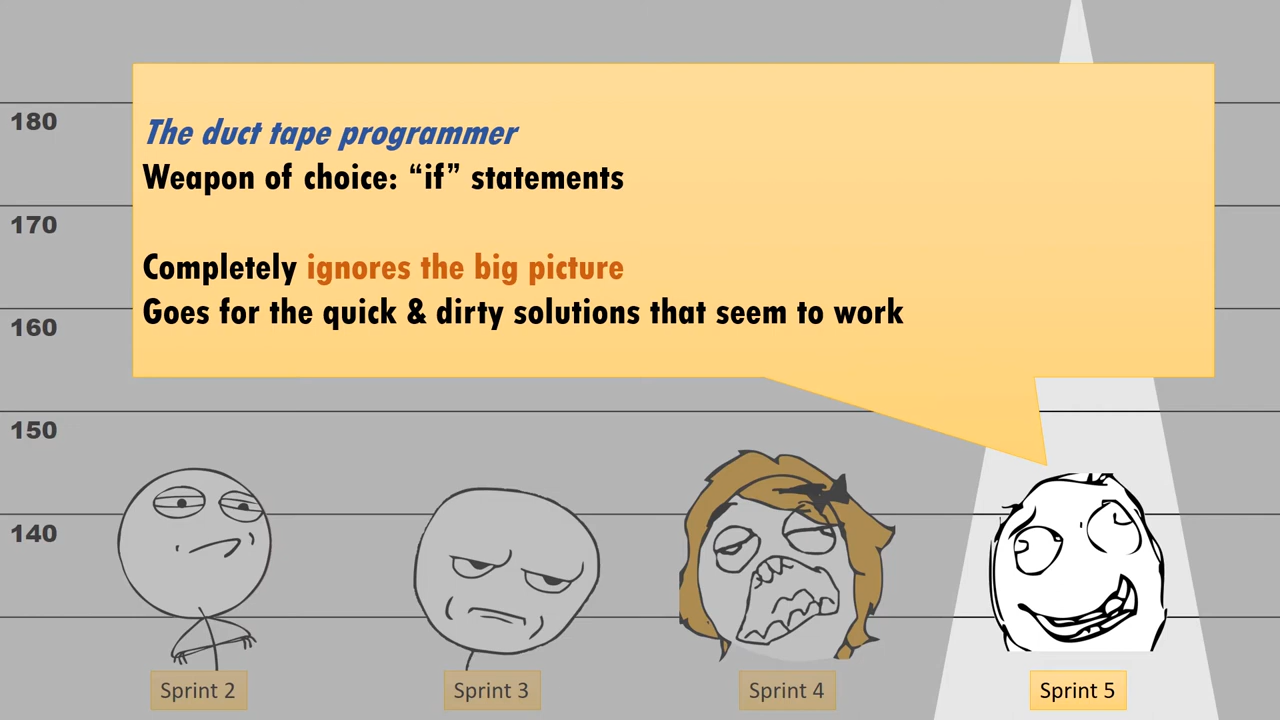 The duct tape programmer
Weapon of choice: “if” statements
Completely ignores the big picture
Goes for the quick & dirty solutions that seem to work
180
170
160
150
140
Sprint 2
Sprint 3
Sprint 4
Sprint 5